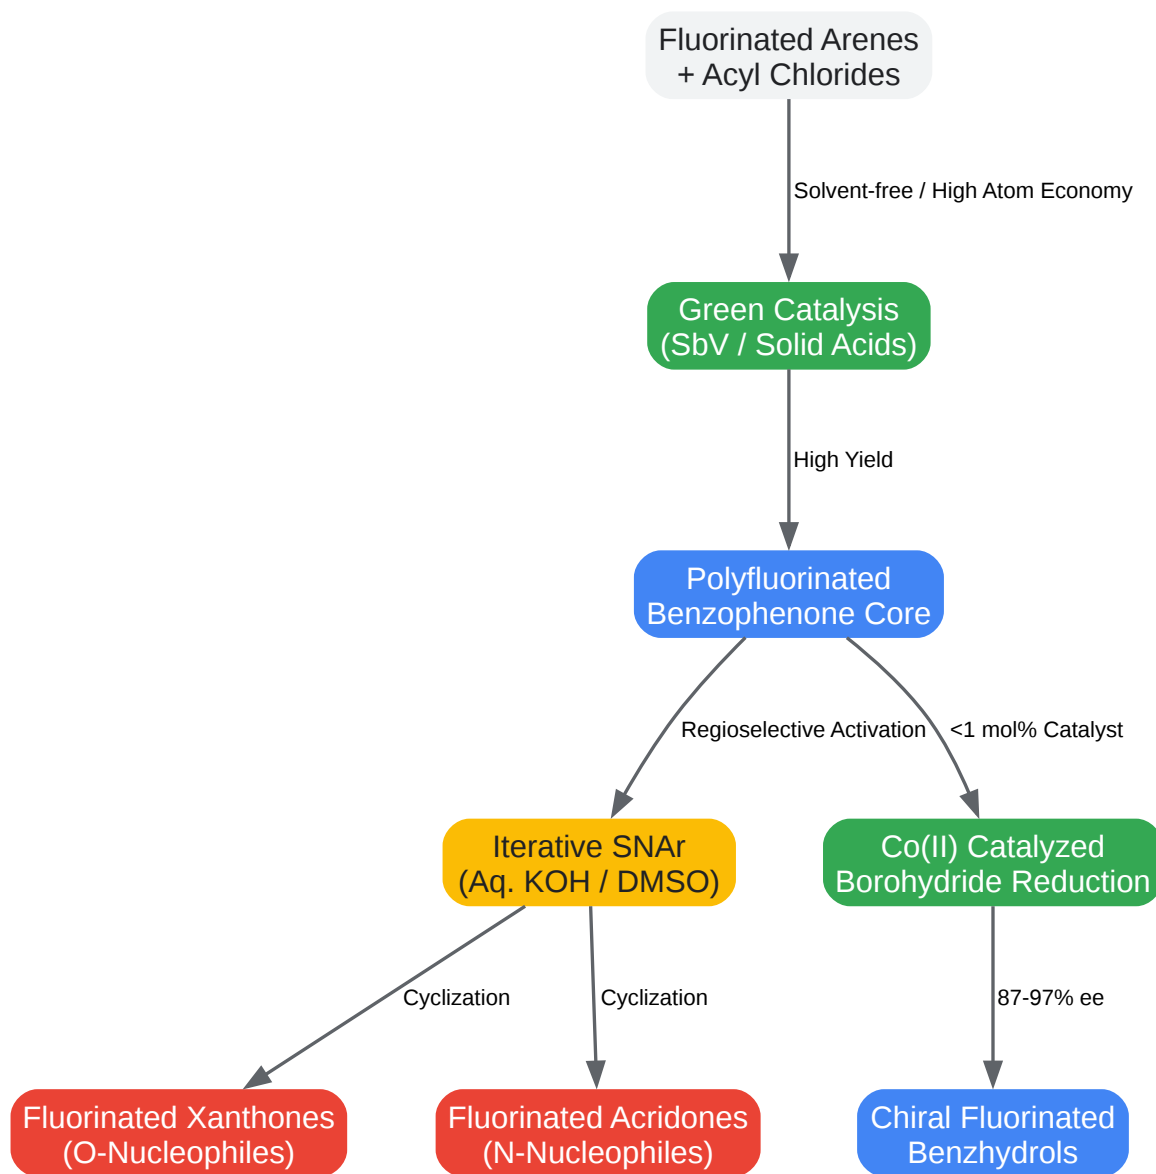 Fluorinated Arenes
+ Acyl Chlorides
Solvent-free / High Atom Economy
Green Catalysis
(SbV / Solid Acids)
High Yield
Polyfluorinated
Benzophenone Core
Regioselective Activation
<1 mol% Catalyst
Iterative SNAr
(Aq. KOH / DMSO)
Co(II) Catalyzed
Borohydride Reduction
Cyclization
Cyclization
87-97% ee
Fluorinated Xanthones
(O-Nucleophiles)
Fluorinated Acridones
(N-Nucleophiles)
Chiral Fluorinated
Benzhydrols